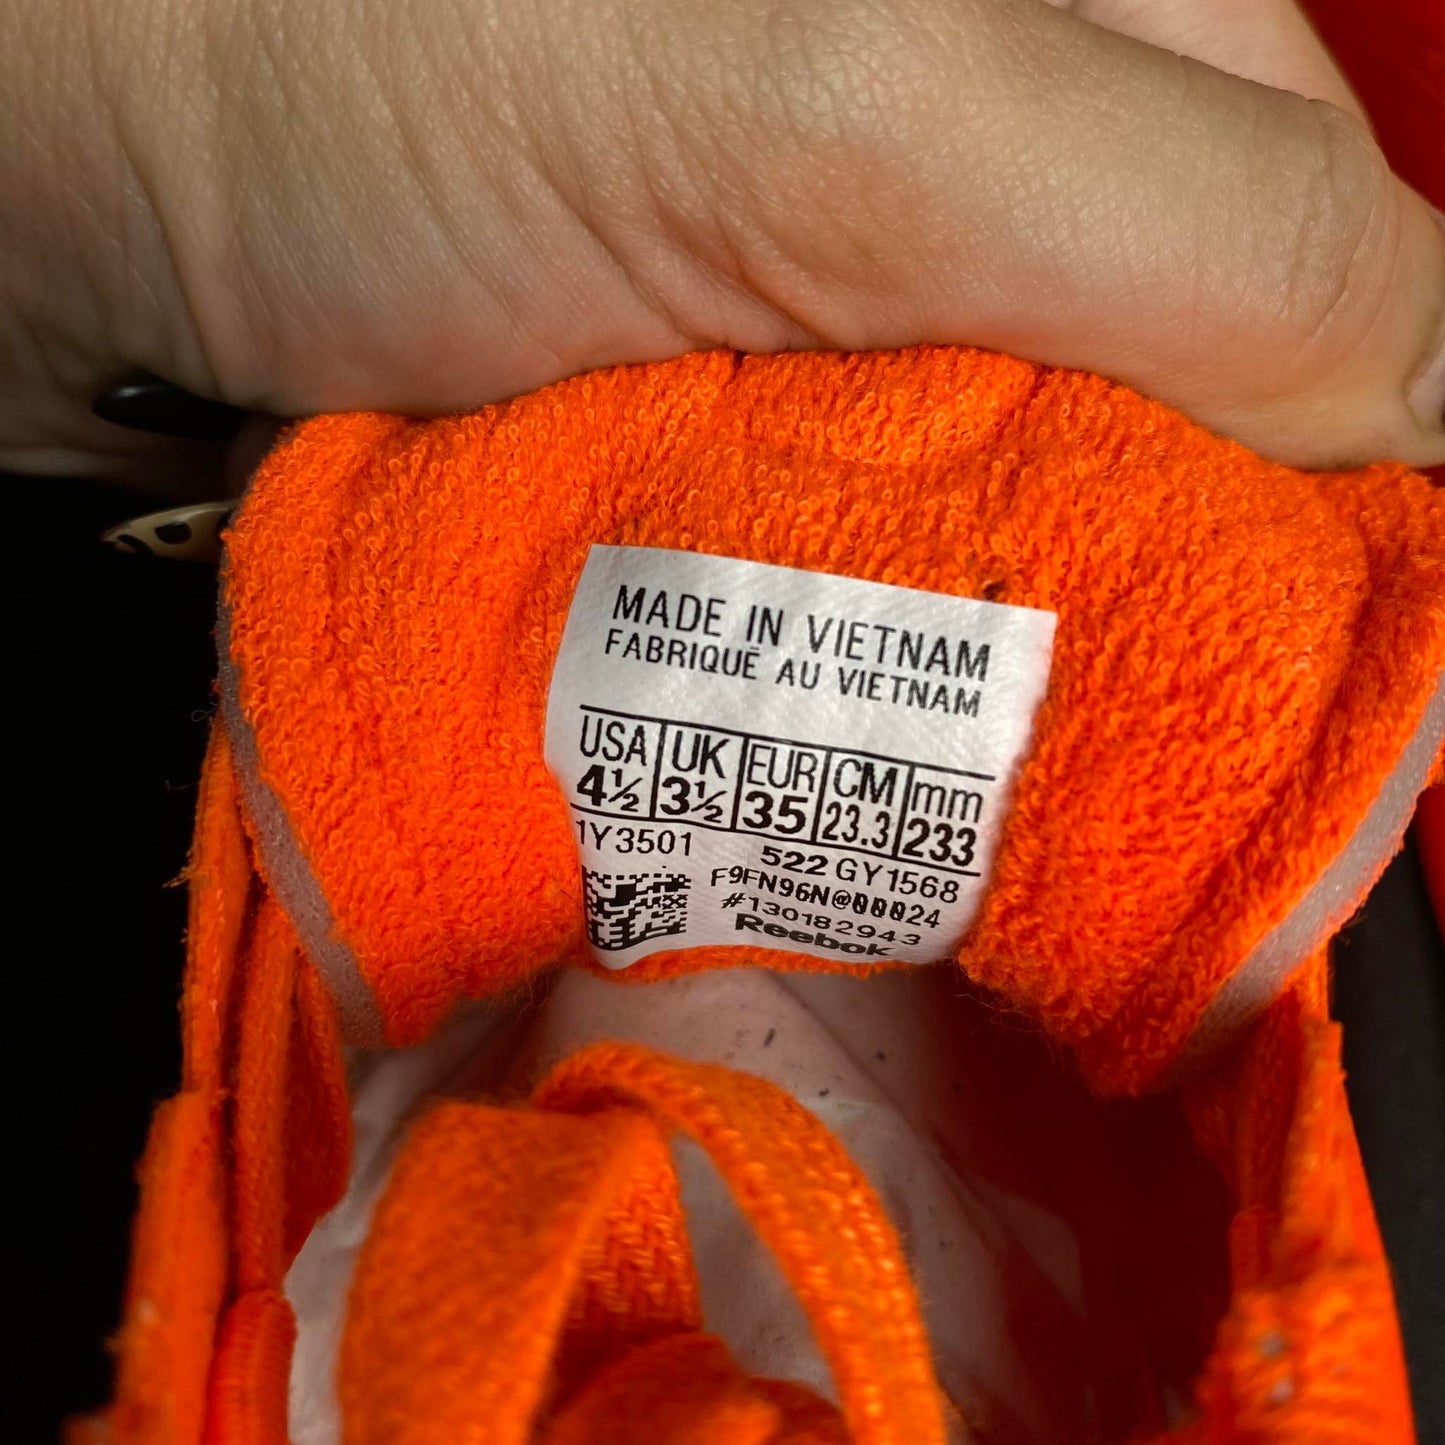 MADE IN VIETNAM
FABRIQUÉ AU VIETNAM
USA UK EUR CM mm
4½ 3½ 35 23.3 233
1Y3501 522 GY1568
F9FN96N@00024
#130182943
Reebok